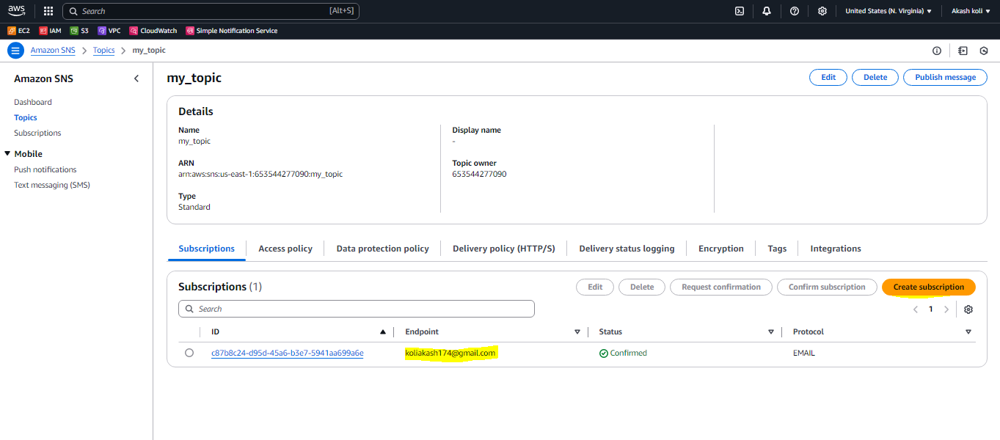 aws Search [Alt+S] United States (N. Virginia) ▼ Akash koli ▼
EC2 IAM S3 VPC CloudWatch Simple Notification Service
Amazon SNS > Topics > my_topic
Amazon SNS
Dashboard
Topics
Subscriptions
Mobile
Push notifications
Text messaging (SMS)
my_topic
Edit Delete Publish message
Details
Name
my_topic
ARN
arn:aws:sns:us-east-1:653544277090:my_topic
Type
Standard
Display name
-
Topic owner
653544277090
Subscriptions Access policy Data protection policy Delivery policy (HTTP/S) Delivery status logging Encryption Tags Integrations
Subscriptions (1)
Edit Delete Request confirmation Confirm subscription Create subscription
Search
1
ID Endpoint Status Protocol
c87b8c24-d95d-45a6-b3e7-5941aa699a6e koliakash174@gmail.com Confirmed EMAIL